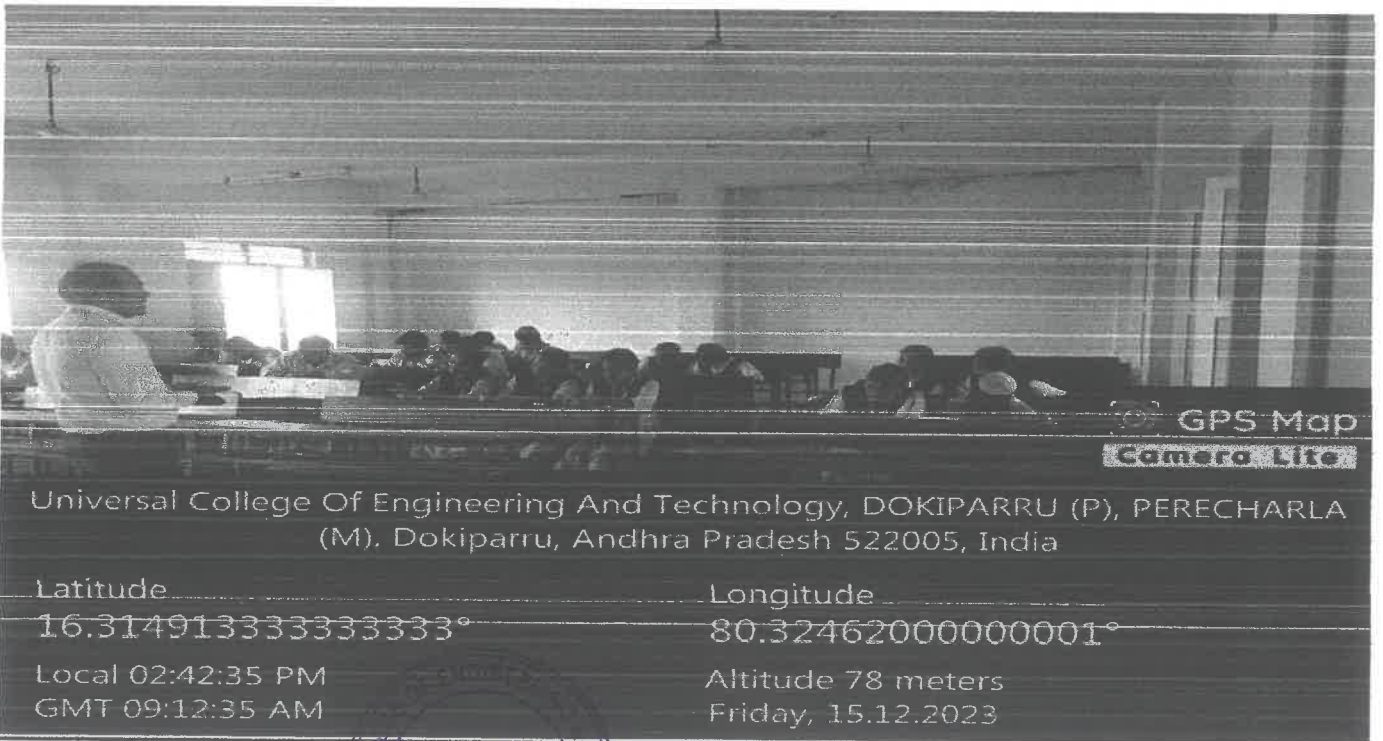 GPS Map
Camera Lite
Universal College Of Engineering And Technology, DOKIPARRU (P), PERECHARLA
(M), Dokiparru, Andhra Pradesh 522005, India
Latitude
16.314913333333333°
Longitude
80.32462000000001°
Local 02:42:35 PM
GMT 09:12:35 AM
Altitude 78 meters
Friday, 15.12.2023